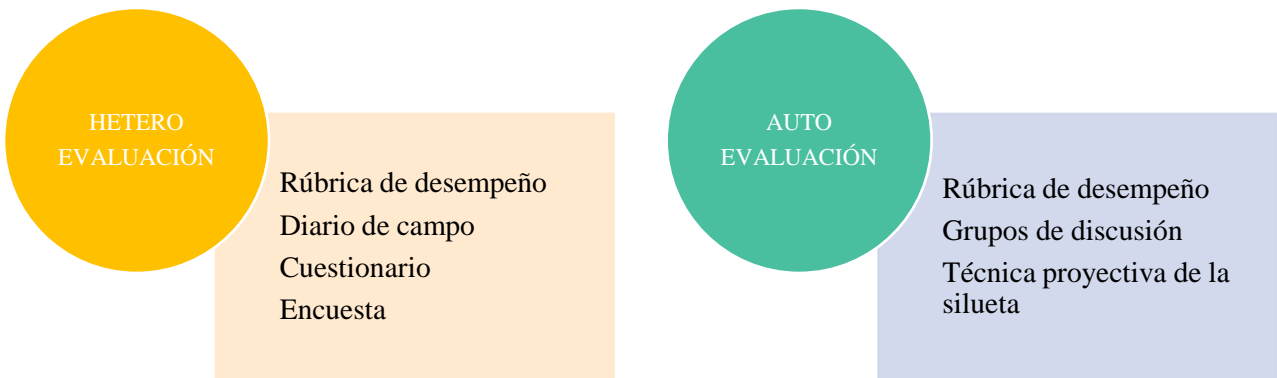 HETERO
EVALUACIÓN
Rúbrica de desempeño
Diario de campo
Cuestionario
Encuesta
AUTO
EVALUACIÓN
Rúbrica de desempeño
Grupos de discusión
Técnica proyectiva de la
silueta